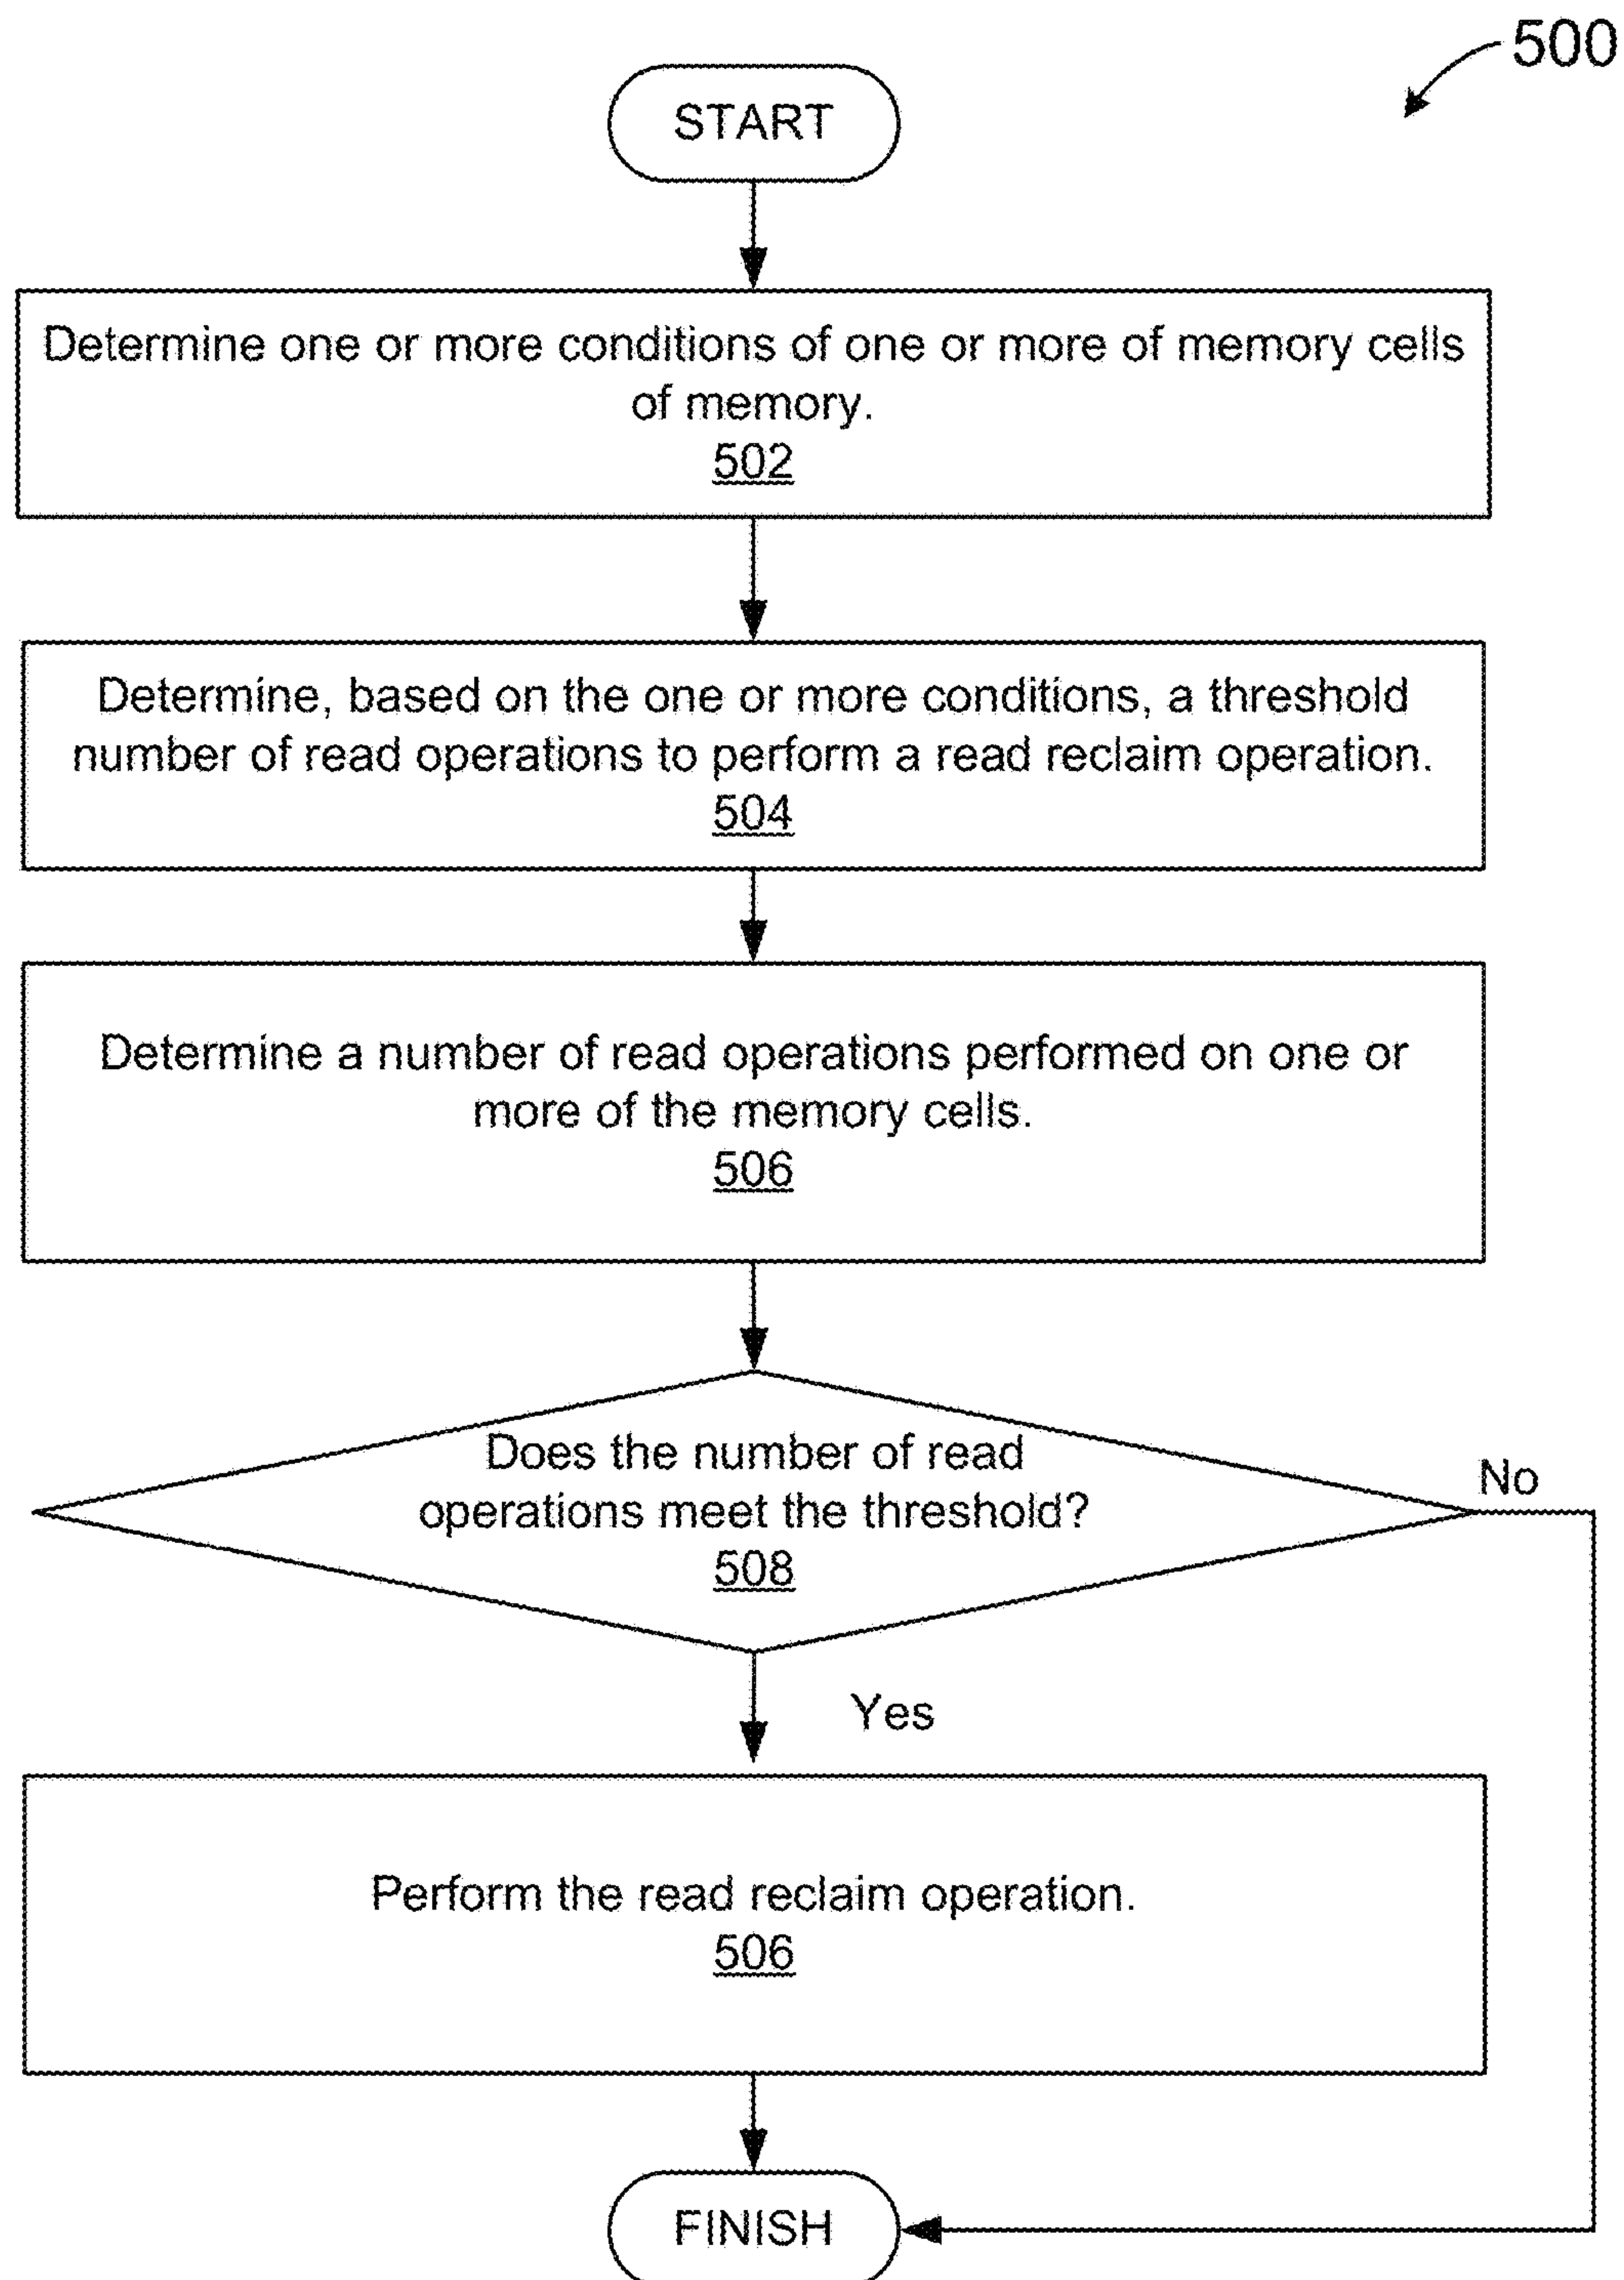 500
START
Determine one or more conditions of one or more of memory cells
of memory.
502
Determine, based on the one or more conditions, a threshold
number of read operations to perform a read reclaim operation.
504
Determine a number of read operations performed on one or
more of the memory cells.
506
Does the number of read
operations meet the threshold?
508
No
Yes
Perform the read reclaim operation.
506
FINISH